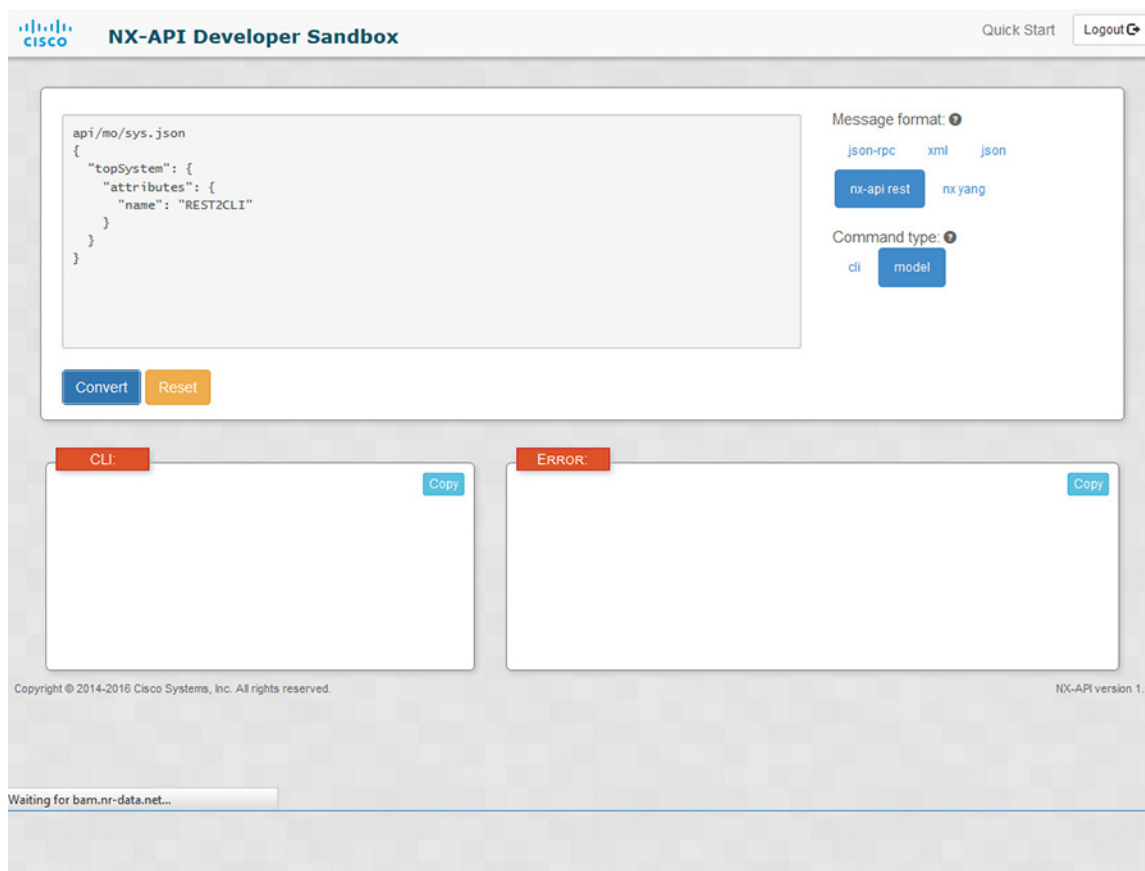 CISCO
NX-API Developer Sandbox
Quick Start
Logout
api/mo/sys.json
{
  "topSystem": {
    "attributes": {
      "name": "REST2CLI"
    }
  }
}
Message format:
json-rpc xml json
nx-api rest nx yang
Command type:
cli model
Convert Reset
CLI:
Copy
ERROR:
Copy
Copyright © 2014-2016 Cisco Systems, Inc. All rights reserved.
NX-API version 1.
Waiting for bam.nr-data.net...